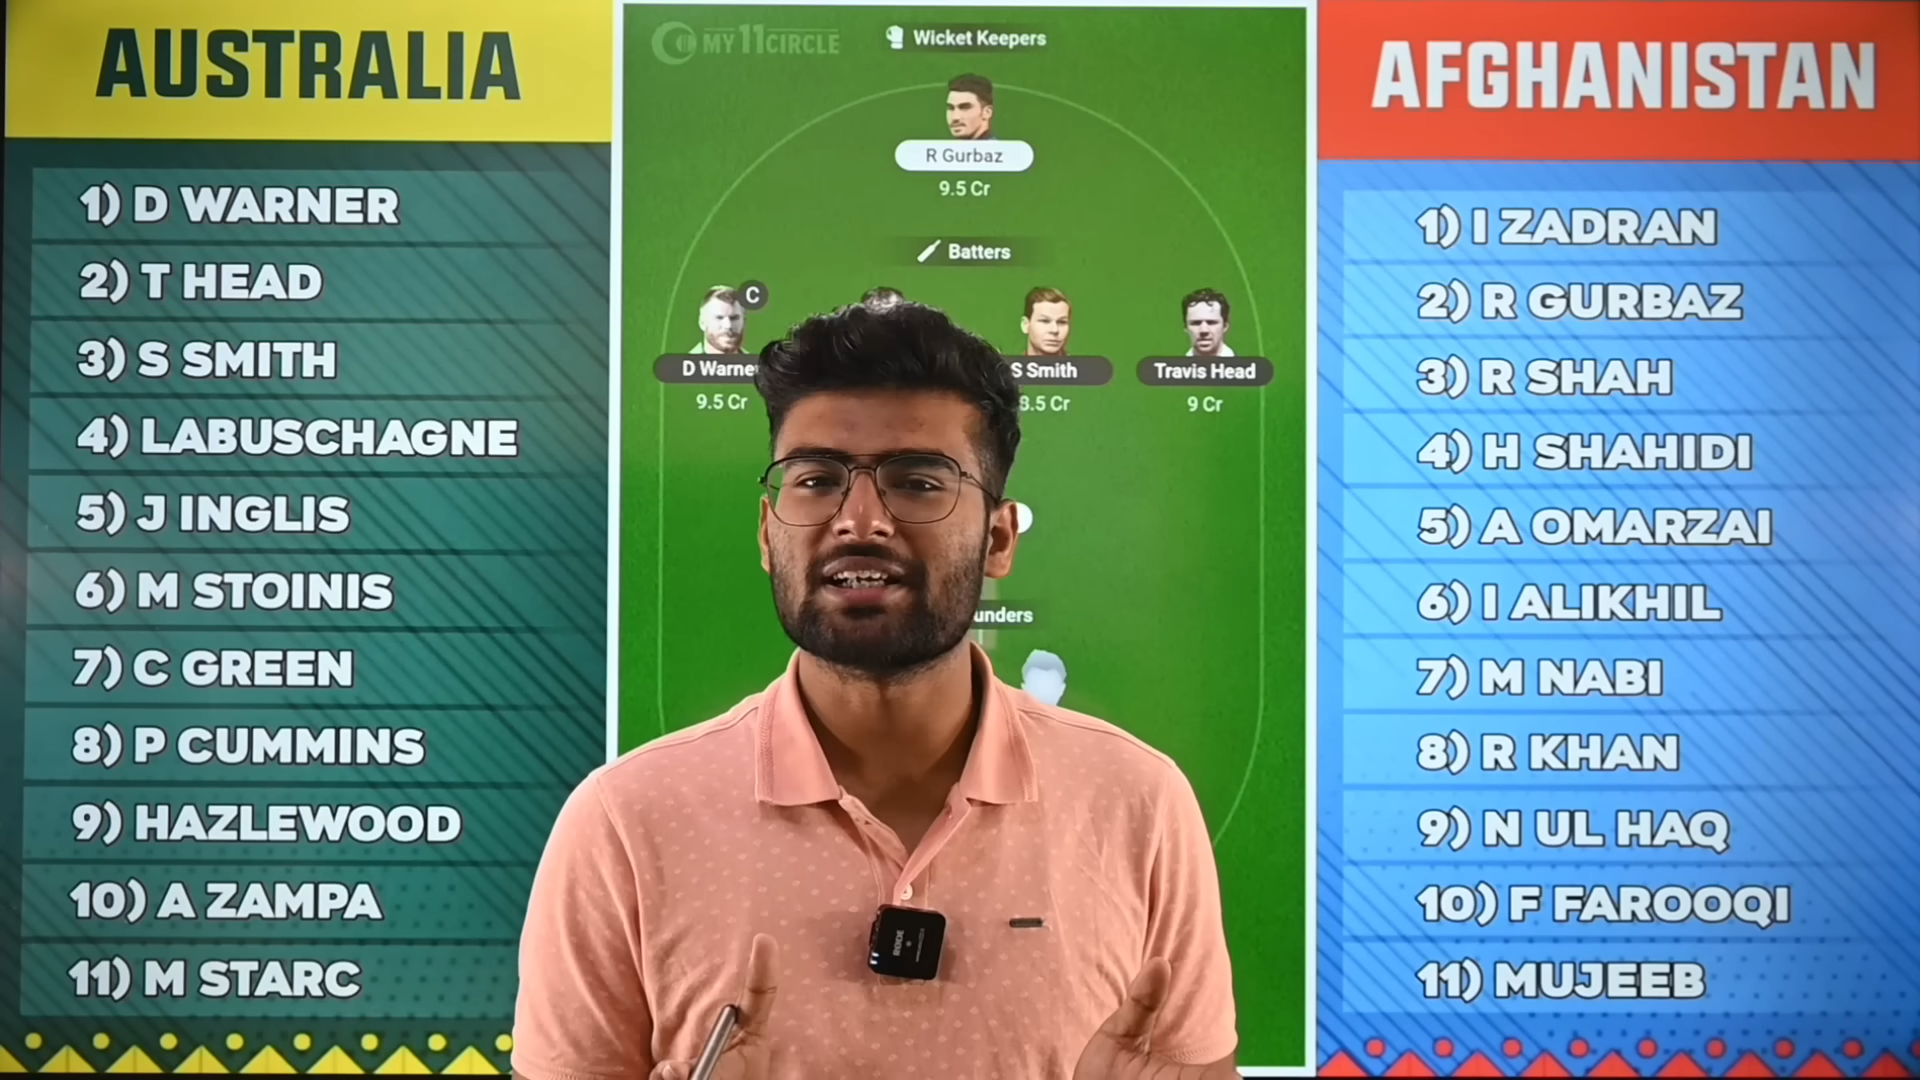 AUSTRALIA
1) D WARNER
2) T HEAD
3) S SMITH
4) LABUSCHAGNE
5) J INGLIS
6) M STOINIS
7) C GREEN
8) P CUMMINS
9) HAZLEWOOD
10) A ZAMPA
11) M STARC
MY11CIRCLE
Wicket Keepers
R Gurbaz
9.5 Cr
Batters
C
D Warne
S Smith
Travis Head
9.5 Cr
8.5 Cr
9 Cr
unders
RODE
AFGHANISTAN
1) I ZADRAN
2) R GURBAZ
3) R SHAH
4) H SHAHIDI
5) A OMARZAI
6) I ALIKHIL
7) M NABI
8) R KHAN
9) N UL HAQ
10) F FAROOQI
11) MUJEEB